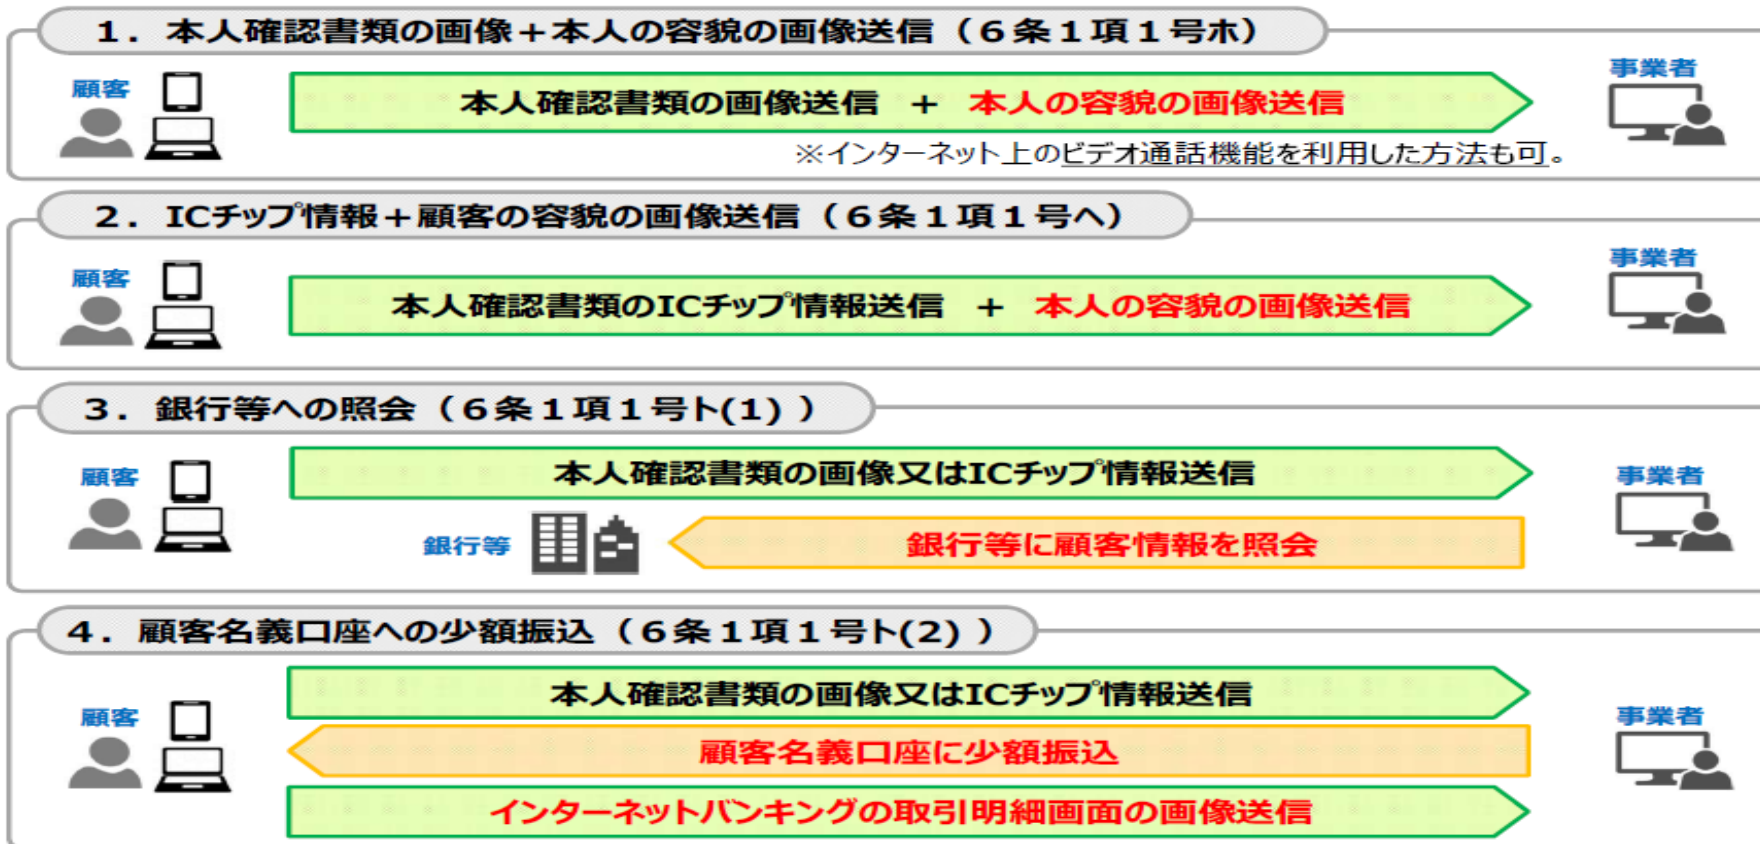 1．本人確認書類の画像＋本人の容貌の画像送信（６条１項１号ホ）
顧客
事業者
本人確認書類の画像送信　＋　本人の容貌の画像送信
※インターネット上のビデオ通話機能を利用した方法も可。
2．ICチップ情報＋顧客の容貌の画像送信（６条１項１号ヘ）
顧客
事業者
本人確認書類のICチップ情報送信　＋　本人の容貌の画像送信
3．銀行等への照会（６条１項１号ト(1) ）
顧客
事業者
本人確認書類の画像又はICチップ情報送信
銀行等
銀行等に顧客情報を照会
4．顧客名義口座への少額振込（６条１項１号ト(2) ）
本人確認書類の画像又はICチップ情報送信
顧客
事業者
顧客名義口座に少額振込
インターネットバンキングの取引明細画面の画像送信